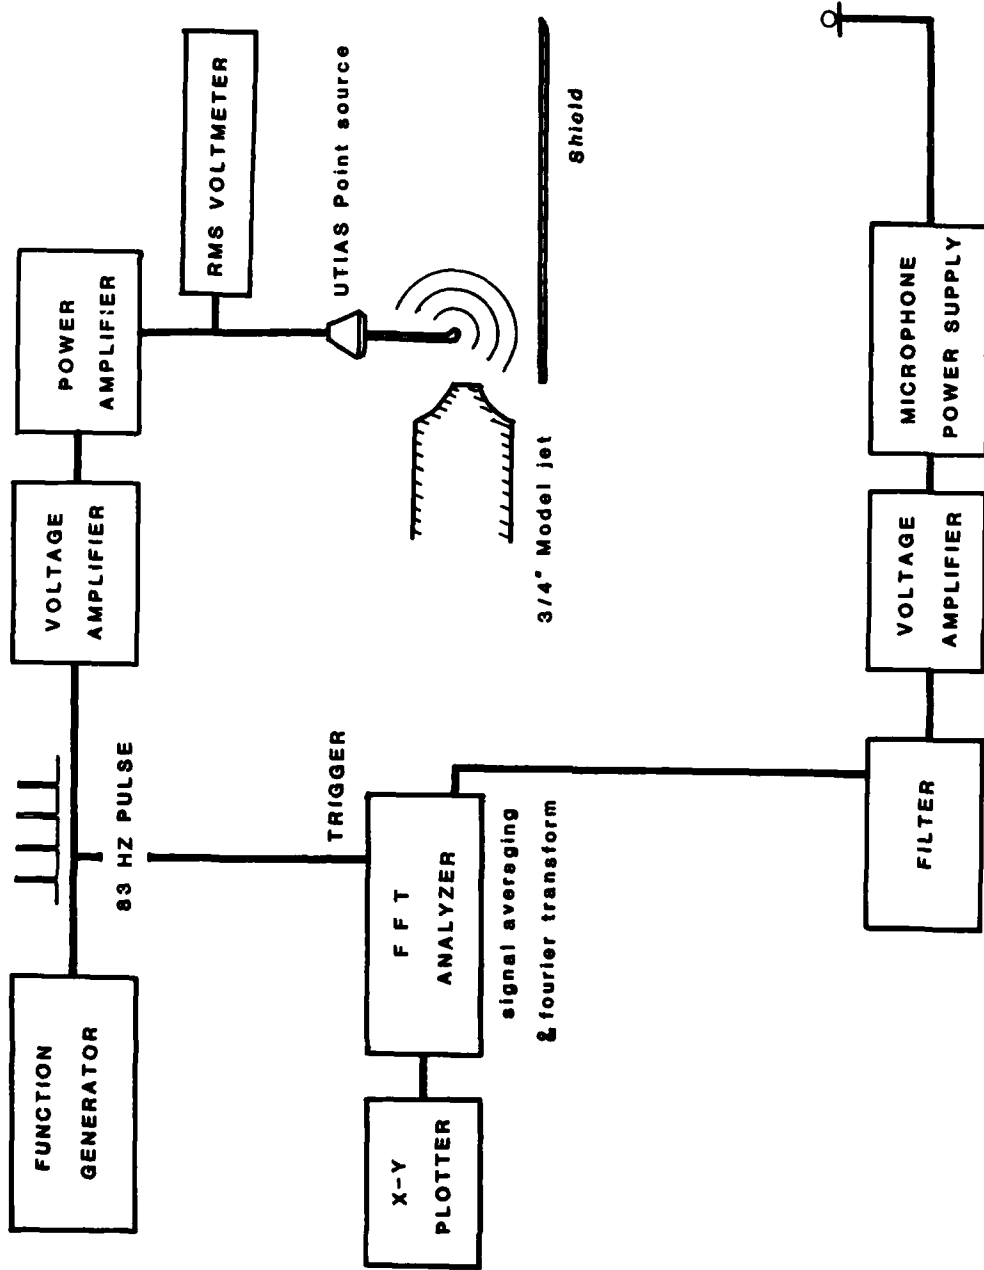 FUNCTION
GENERATOR
83 HZ PULSE
VOLTAGE
AMPLIFIER
POWER
AMPLIFIER
RMS VOLTMETER
UTIAS Point source
3/4" Model jet
Shield
TRIGGER
X-Y
PLOTTER
F F T
ANALYZER
signal averaging
& fourier transform
FILTER
VOLTAGE
AMPLIFIER
MICROPHONE
POWER SUPPLY